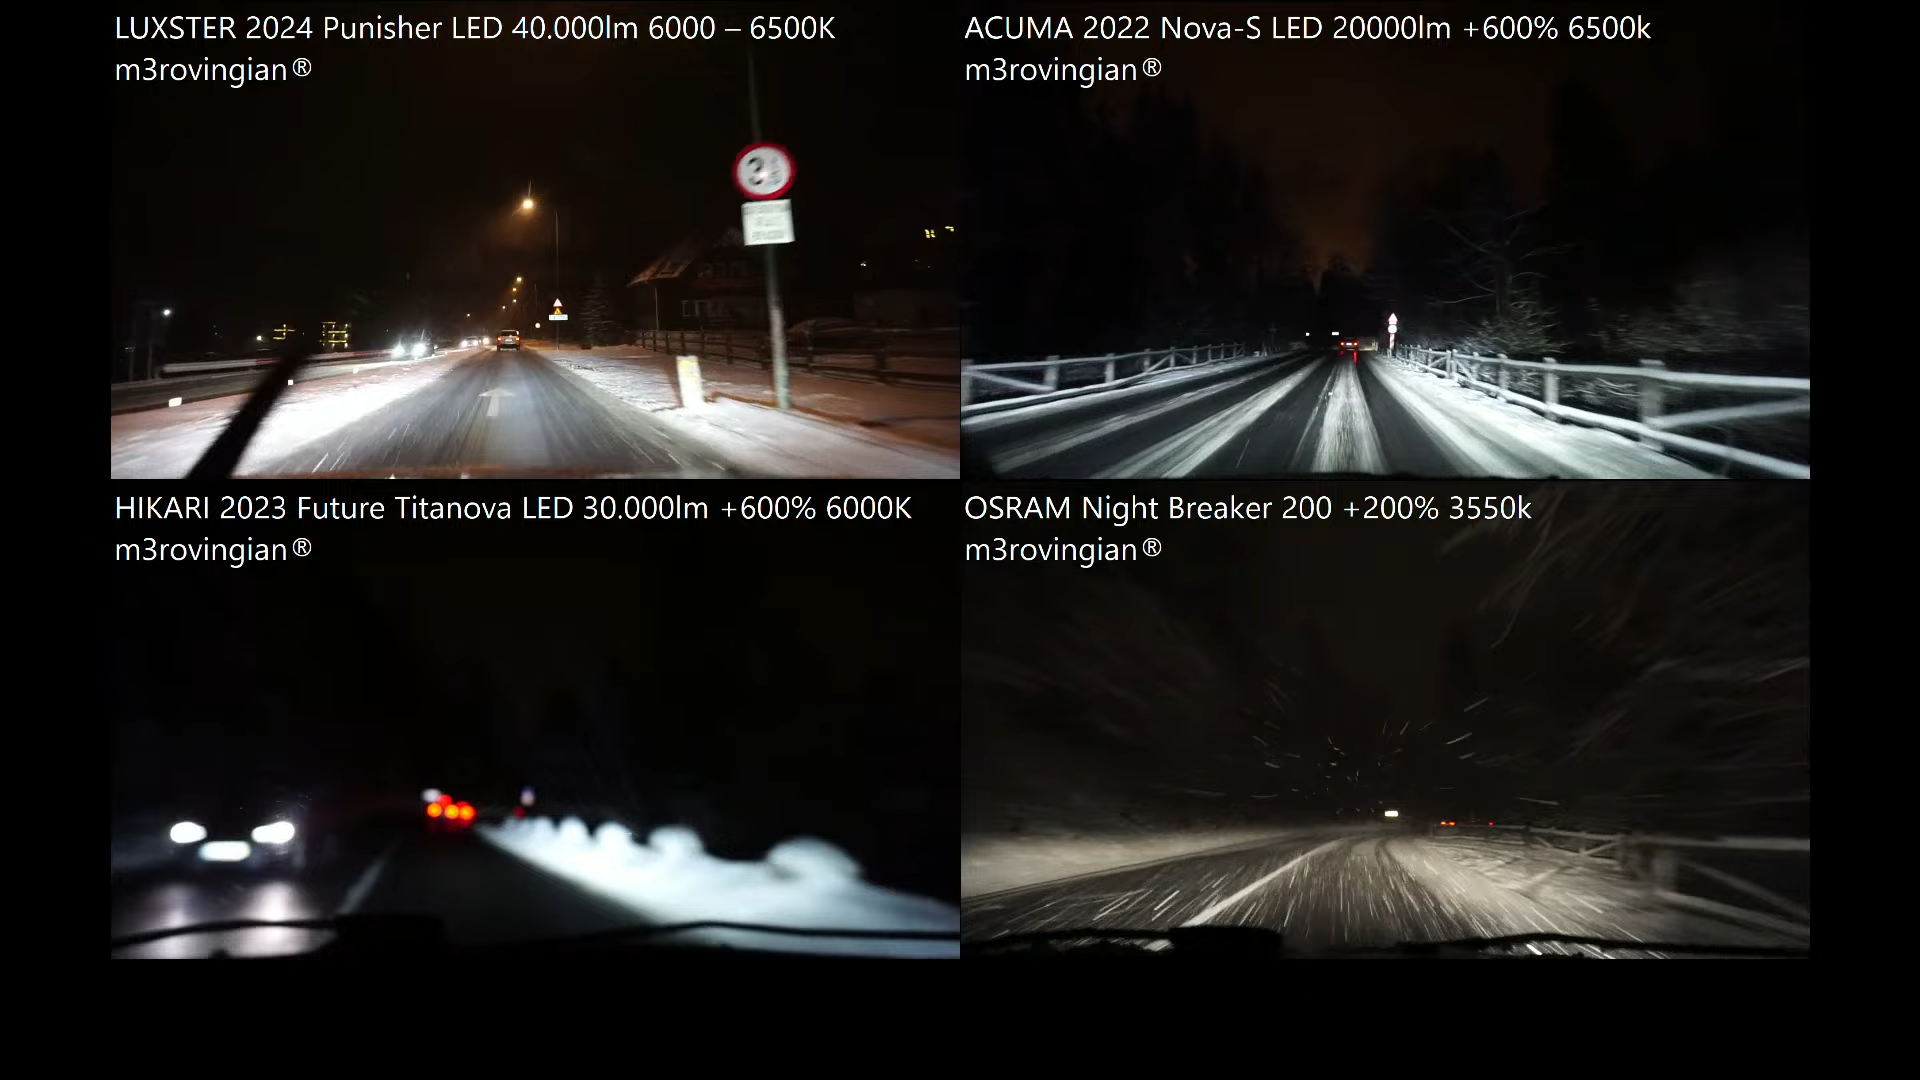 LUXSTER 2024 Punisher LED 40.000lm 6000 – 6500K
m3rovingian®
ACUMA 2022 Nova-S LED 20000lm +600% 6500k
m3rovingian®
HIKARI 2023 Future Titanova LED 30.000lm +600% 6000K
m3rovingian®
OSRAM Night Breaker 200 +200% 3550k
m3rovingian®